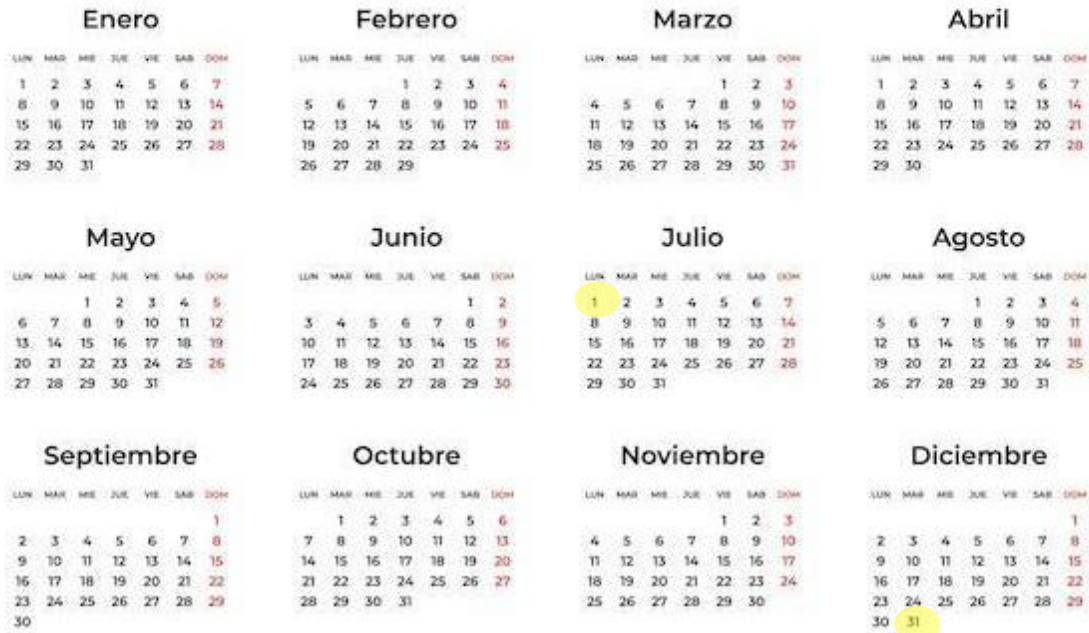 Enero
LUN MAR MIE JUE VIE SAB DOM
1 2 3 4 5 6 7
8 9 10 11 12 13 14
15 16 17 18 19 20 21
22 23 24 25 26 27 28
29 30 31
Febrero
LUN MAR MIE JUE VIE SAB DOM
1 2 3 4
5 6 7 8 9 10 11
12 13 14 15 16 17 18
19 20 21 22 23 24 25
26 27 28 29
Marzo
LUN MAR MIE JUE VIE SAB DOM
1 2 3
4 5 6 7 8 9 10
11 12 13 14 15 16 17
18 19 20 21 22 23 24
25 26 27 28 29 30 31
Abril
LUN MAR MIE JUE VIE SAB DOM
1 2 3 4 5 6 7
8 9 10 11 12 13 14
15 16 17 18 19 20 21
22 23 24 25 26 27 28
29 30
Mayo
LUN MAR MIE JUE VIE SAB DOM
1 2 3 4 5
6 7 8 9 10 11 12
13 14 15 16 17 18 19
20 21 22 23 24 25 26
27 28 29 30 31
Junio
LUN MAR MIE JUE VIE SAB DOM
1 2
3 4 5 6 7 8 9
10 11 12 13 14 15 16
17 18 19 20 21 22 23
24 25 26 27 28 29 30
Julio
LUN MAR MIE JUE VIE SAB DOM
1 2 3 4 5 6 7
8 9 10 11 12 13 14
15 16 17 18 19 20 21
22 23 24 25 26 27 28
29 30 31
Agosto
LUN MAR MIE JUE VIE SAB DOM
1 2 3 4
5 6 7 8 9 10 11
12 13 14 15 16 17 18
19 20 21 22 23 24 25
26 27 28 29 30 31
Septiembre
LUN MAR MIE JUE VIE SAB DOM
1
2 3 4 5 6 7 8
9 10 11 12 13 14 15
16 17 18 19 20 21 22
23 24 25 26 27 28 29
30
Octubre
LUN MAR MIE JUE VIE SAB DOM
1 2 3 4 5 6
7 8 9 10 11 12 13
14 15 16 17 18 19 20
21 22 23 24 25 26 27
28 29 30 31
Noviembre
LUN MAR MIE JUE VIE SAB DOM
1 2 3
4 5 6 7 8 9 10
11 12 13 14 15 16 17
18 19 20 21 22 23 24
25 26 27 28 29 30
Diciembre
LUN MAR MIE JUE VIE SAB DOM
1
2 3 4 5 6 7 8
9 10 11 12 13 14 15
16 17 18 19 20 21 22
23 24 25 26 27 28 29
30 31